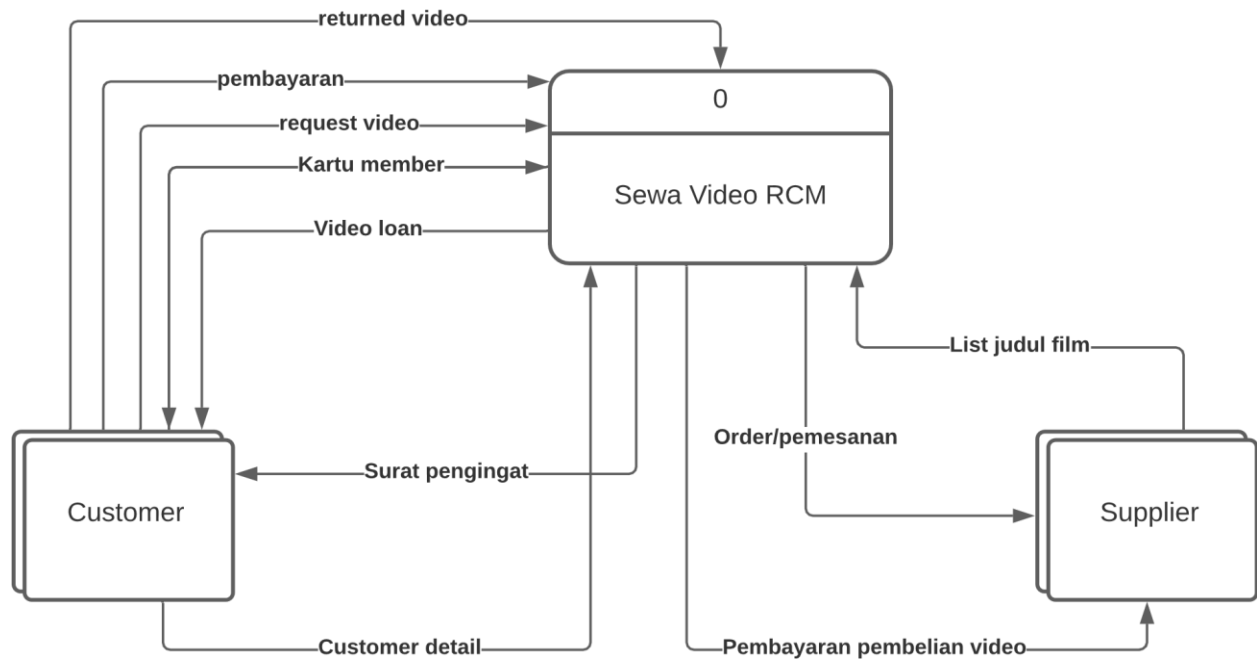 returned video
pembayaran
0
request video
Kartu member
Sewa Video RCM
Video loan
List judul film
Order/pemesanan
Surat pengingat
Customer
Supplier
Customer detail
Pembayaran pembelian video